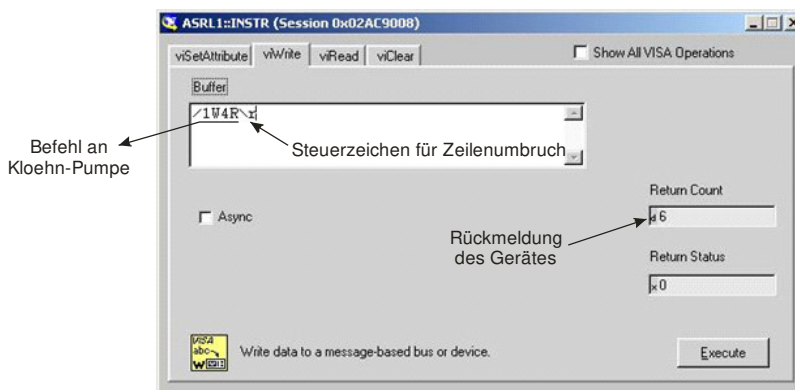 ASRL1::INSTR (Session 0x02AC9008)
viSetAttribute viWrite viRead viClear
Show All VISA Operations
Buffer
/1W4R\r
Befehl an
Kloehn-Pumpe
Steuerzeichen für Zeilenumbruch
Async
Return Count
d 6
Rückmeldung
des Gerätes
Return Status
x 0
VISA
abc
W
Write data to a message-based bus or device.
Execute